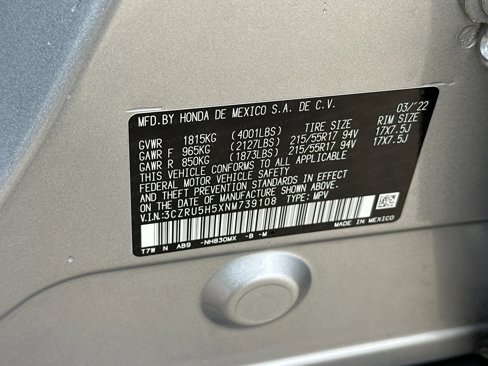 MFD.BY HONDA DE MEXICO S.A. DE C.V. 03/'22
GVWR 1815KG (4001LBS) TIRE SIZE RIM SIZE
GAWR F 965KG (2127LBS) 215/55R17 94V 17X7.5J
GAWR R 850KG (1873LBS) 215/55R17 94V 17X7.5J
THIS VEHICLE CONFORMS TO ALL APPLICABLE
FEDERAL MOTOR VEHICLE SAFETY
AND THEFT PREVENTION STANDARDS IN EFFECT
ON THE DATE OF MANUFACTURE SHOWN ABOVE.
V.I.N:3CZRU5H5XNM739108 TYPE: MPV
T7W N AB9 -NH830MX -B -M MADE IN MEXICO